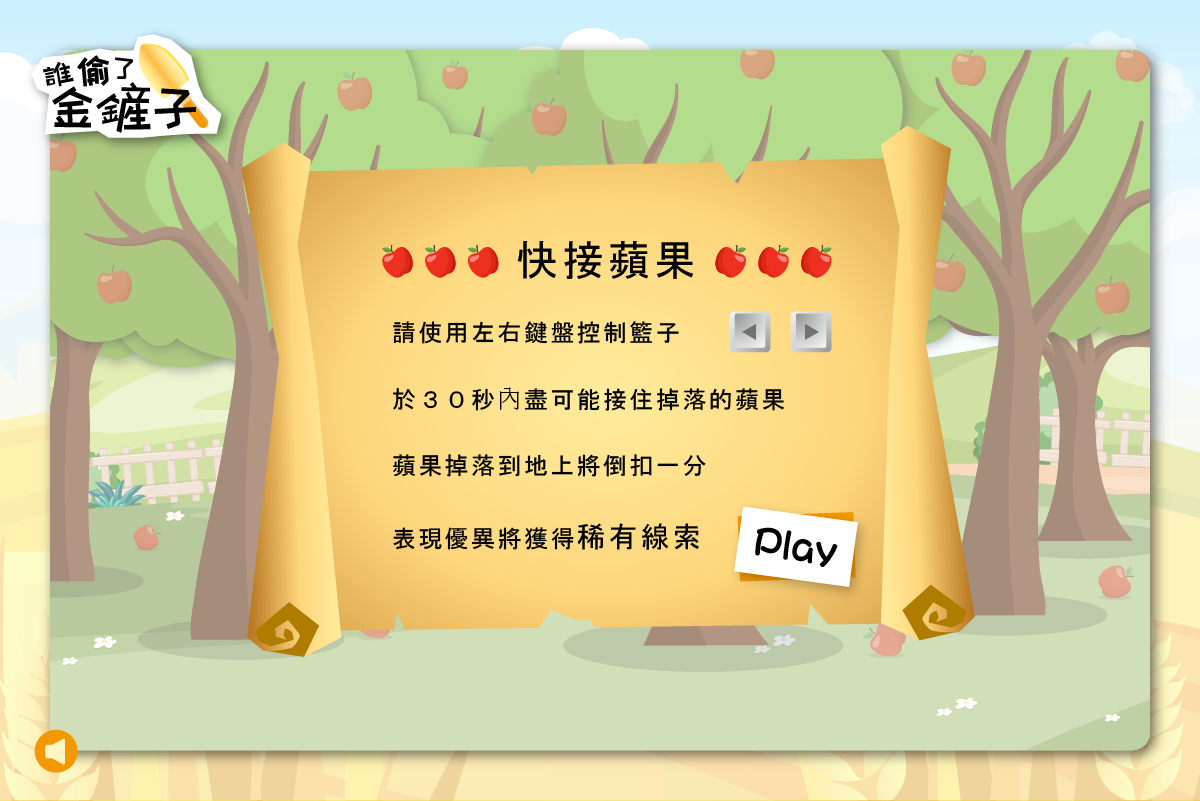 誰偷了
金鏟子
快接蘋果
請使用左右鍵盤控制籃子
於３０秒內盡可能接住掉落的蘋果
蘋果掉落到地上將倒扣一分
表現優異將獲得稀有線索
Play